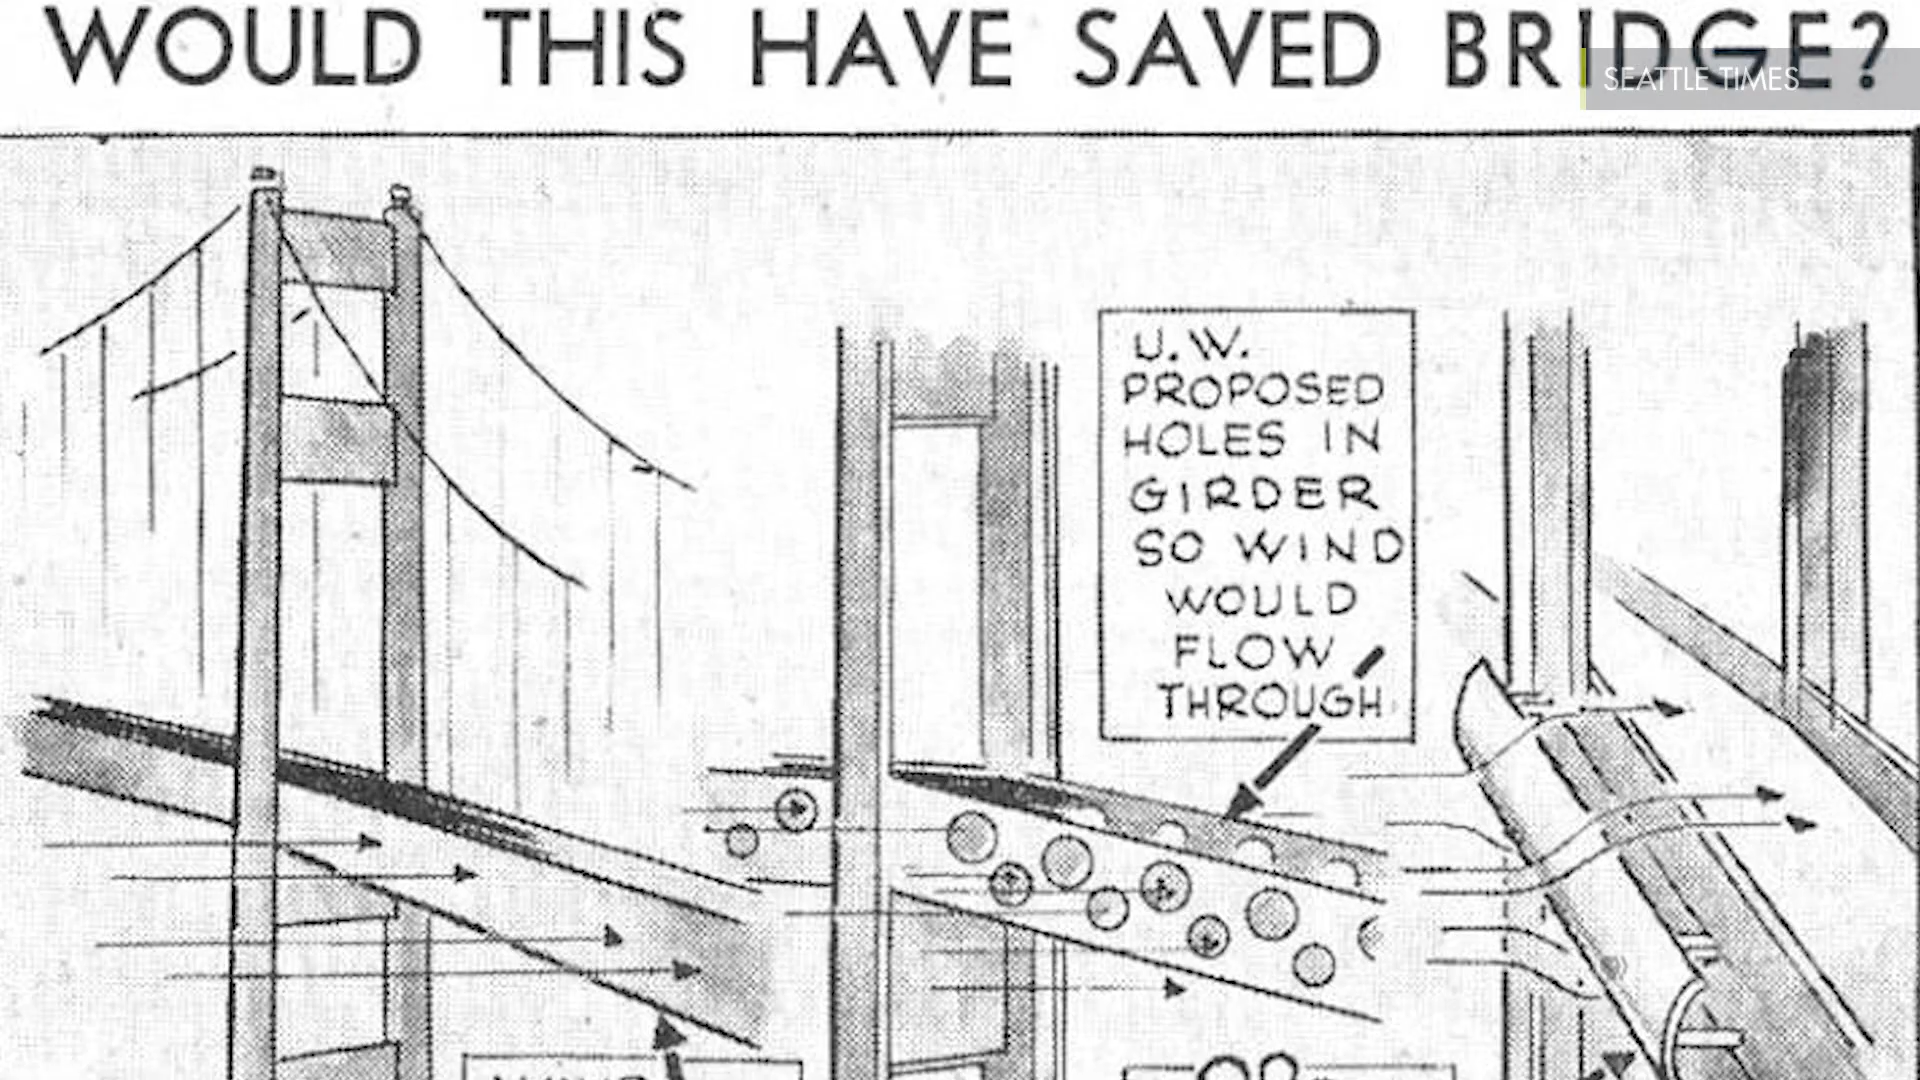 WOULD THIS HAVE SAVED BRIDGE?
SEATTLE TIMES
U.W.
PROPOSED
HOLES IN
GIRDER
SO WIND
WOULD
FLOW
THROUGH